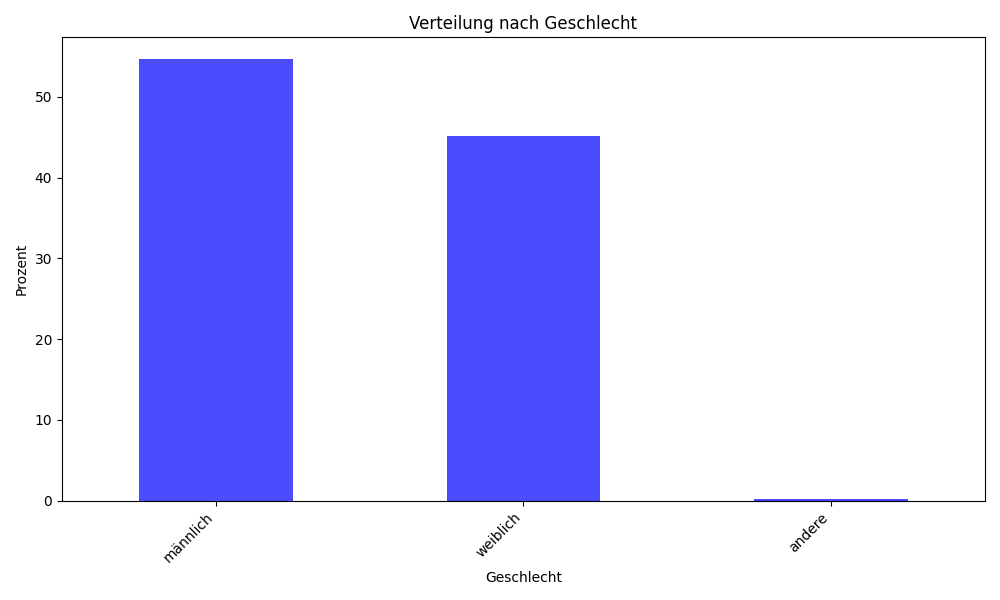 Verteilung nach Geschlecht
Prozent
50
40
30
20
10
0
männlich
weiblich
andere
Geschlecht